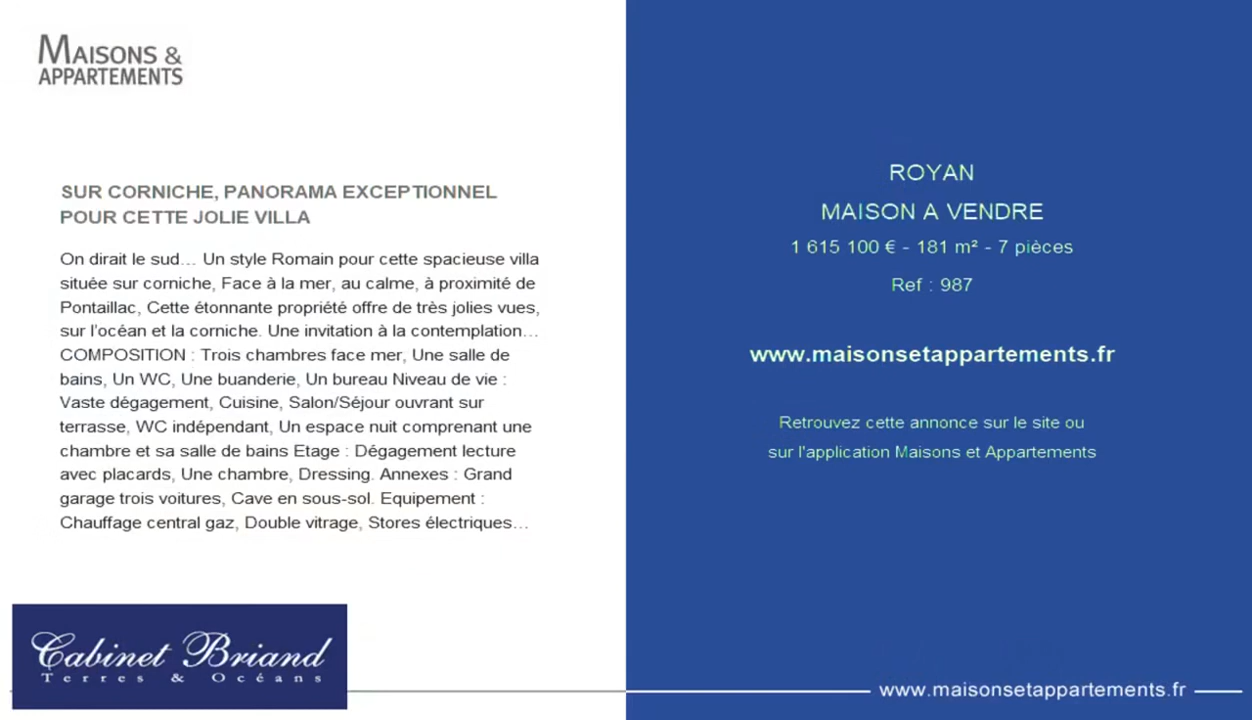 MAISONS &
APPARTEMENTS
SUR CORNICHE, PANORAMA EXCEPTIONNEL
POUR CETTE JOLIE VILLA
On dirait le sud… Un style Romain pour cette spacieuse villa
située sur corniche, Face à la mer, au calme, à proximité de
Pontaillac, Cette étonnante propriété offre de très jolies vues,
sur l'océan et la corniche. Une invitation à la contemplation…
COMPOSITION : Trois chambres face mer, Une salle de
bains, Un WC, Une buanderie, Un bureau Niveau de vie :
Vaste dégagement, Cuisine, Salon/Séjour ouvrant sur
terrasse, WC indépendant, Un espace nuit comprenant une
chambre et sa salle de bains Etage : Dégagement lecture
avec placards, Une chambre, Dressing. Annexes : Grand
garage trois voitures, Cave en sous-sol. Equipement :
Chauffage central gaz, Double vitrage, Stores électriques…
Cabinet Briand
Terres & Océans
ROYAN
MAISON A VENDRE
1 615 100 € - 181 m² - 7 pièces
Ref : 987
www.maisonsetappartements.fr
Retrouvez cette annonce sur le site ou
sur l'application Maisons et Appartements
www.maisonsetappartements.fr